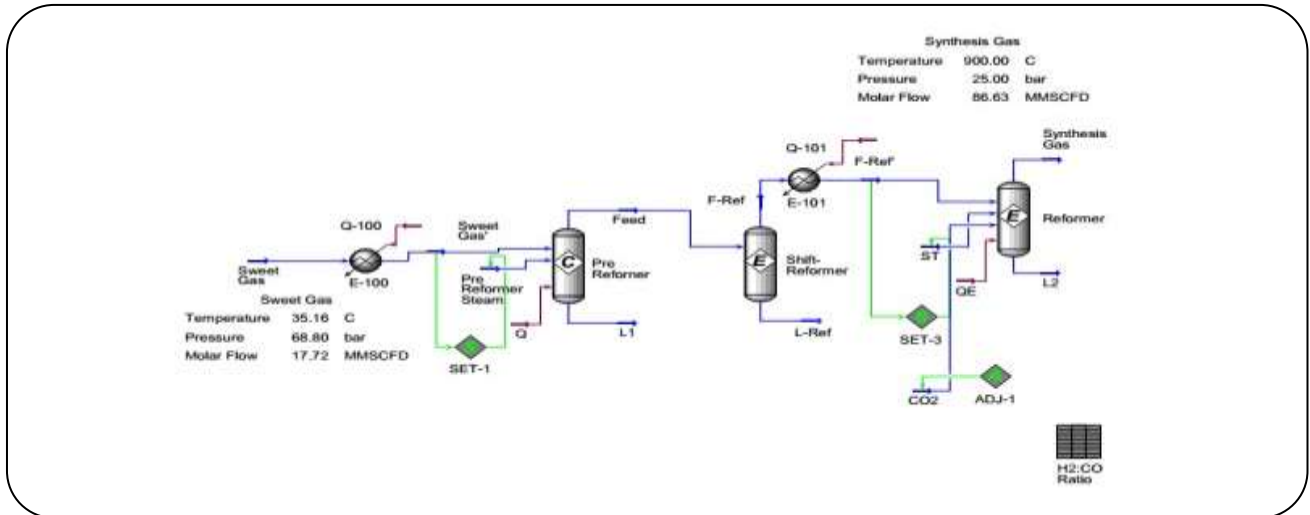 Synthesis Gas
Temperature 900.00 C
Pressure 25.00 bar
Molar Flow 86.63 MMSCFD
Synthesis
Gas
Q-101
F-Ref'
F-Ref
E-101
E
Reformer
Q-100
Feed
Sweet
Gas'
ST
Sweet
Gas
E-100
C
Pre
Reformer
E
Shift-
Reformer
Pre
Reformer
Steam
QE
L2
Sweet Gas
Temperature 35.16 C
Pressure 68.80 bar
Molar Flow 17.72 MMSCFD
Q
L1
L-Ref
SET-1
SET-3
CO2
ADJ-1
H2:CO
Ratio